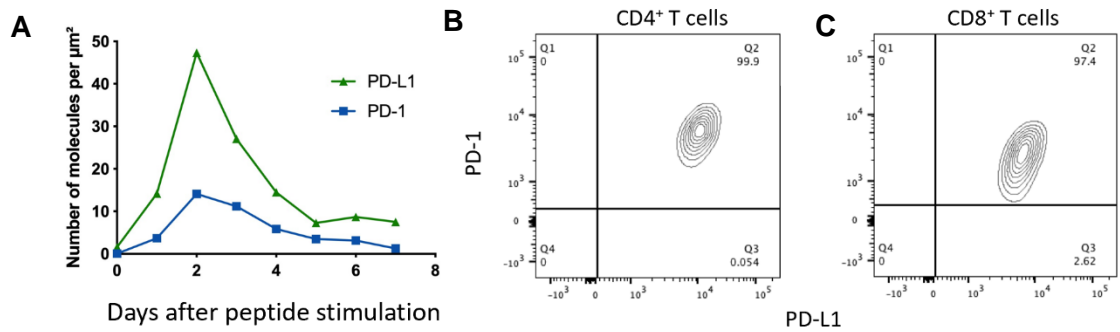 A
Number of molecules per µm²
50
40
30
20
10
0
0
2
4
6
8
PD-L1
PD-1
Days after peptide stimulation
B
CD4⁺ T cells
Q1
0
Q2
99.9
Q4
0
Q3
0.054
10⁵
10⁴
10³
0
-10³
-10³
0
10³
10⁴
10⁵
PD-1
C
CD8⁺ T cells
Q1
0
Q2
97.4
Q4
0
Q3
2.62
10⁵
10⁴
10³
0
-10³
-10³
0
10³
10⁴
10⁵
PD-L1